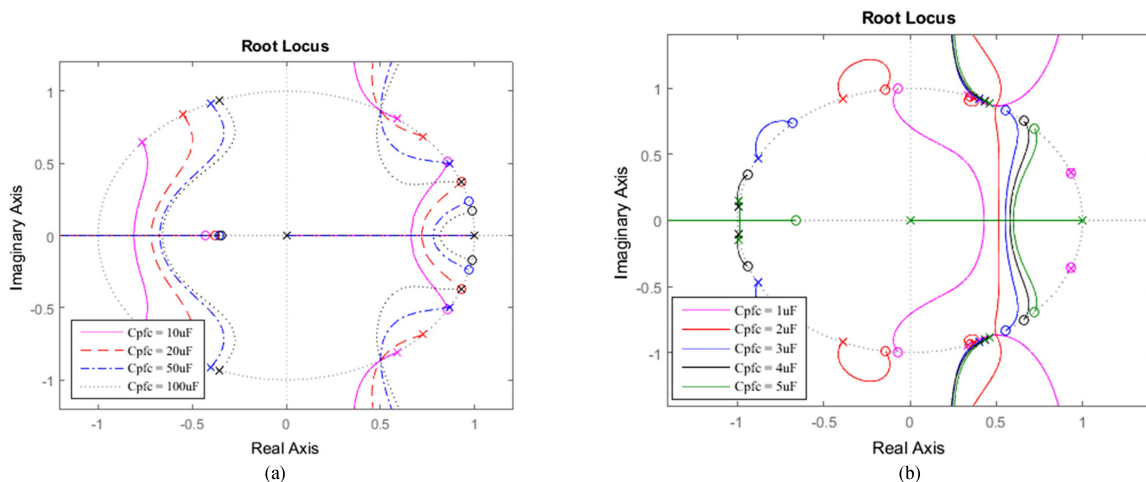 Root Locus
Imaginary Axis
1
0.5
0
-0.5
-1
Cpfc = 10uF
Cpfc = 20uF
Cpfc = 50uF
Cpfc = 100uF
-1
-0.5
0
0.5
1
Real Axis
(a)
Root Locus
Imaginary Axis
1
0.5
0
-0.5
-1
Cpfc = 1uF
Cpfc = 2uF
Cpfc = 3uF
Cpfc = 4uF
Cpfc = 5uF
-1
-0.5
0
0.5
1
Real Axis
(b)